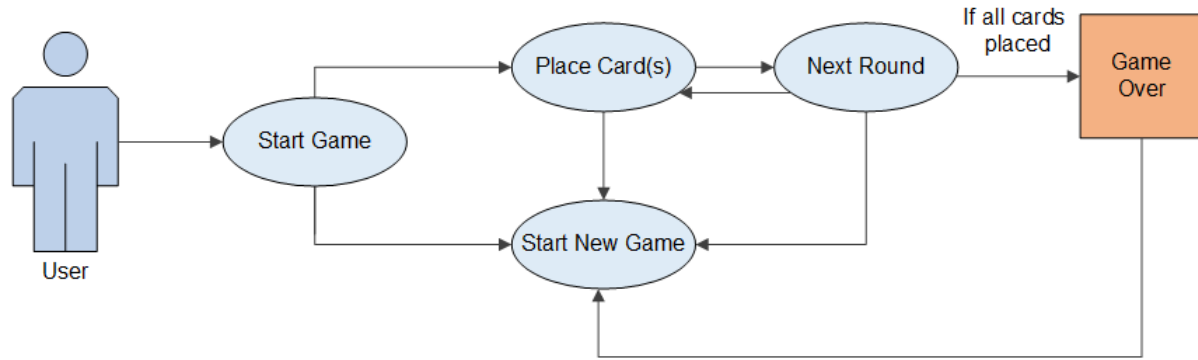 If all cards
placed
Place Card(s)
Next Round
Game
Over
Start Game
Start New Game
User